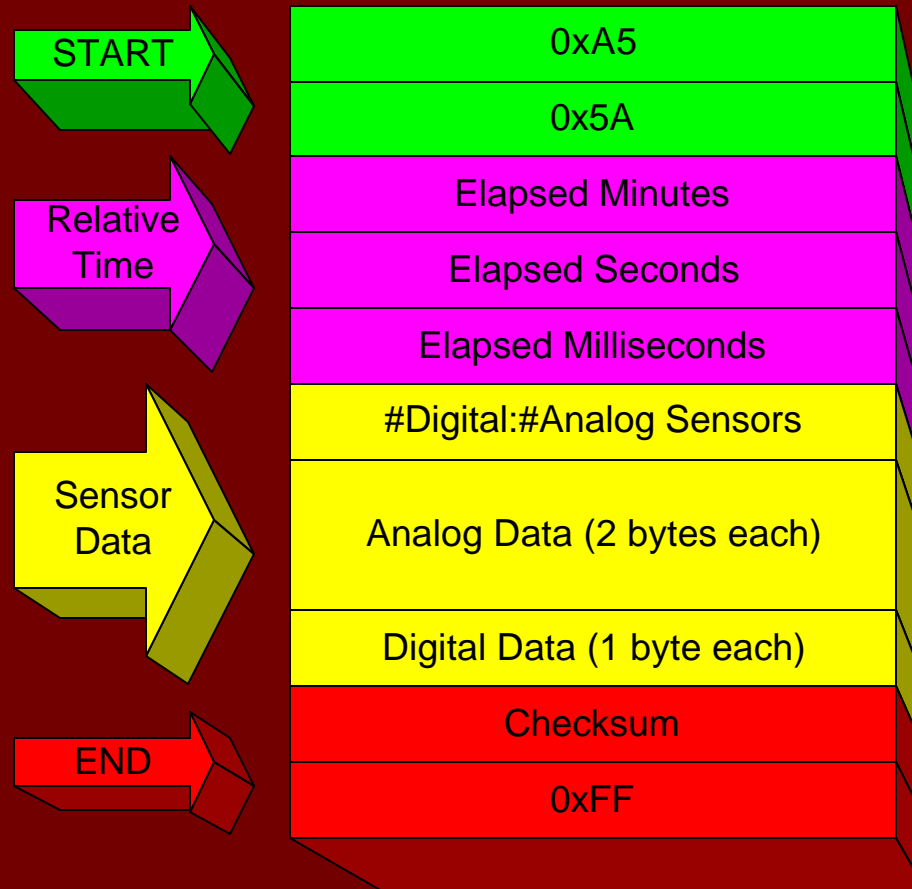 START
0xA5
0x5A
Relative
Time
Elapsed Minutes
Elapsed Seconds
Elapsed Milliseconds
Sensor
Data
#Digital:#Analog Sensors
Analog Data (2 bytes each)
Digital Data (1 byte each)
END
Checksum
0xFF